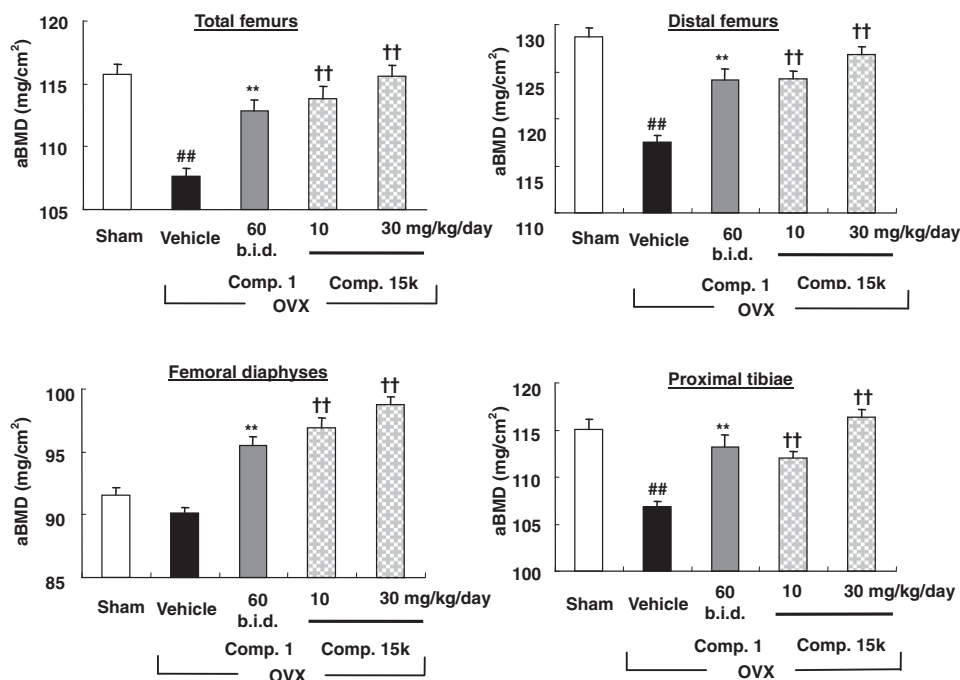 Total femurs
aBMD (mg/cm²)
120
115
110
105
##
**
††
††
Sham
Vehicle
60
b.i.d.
10
30 mg/kg/day
Comp. 1
Comp. 15k
OVX
Distal femurs
aBMD (mg/cm²)
130
125
120
115
110
##
**
††
††
Sham
Vehicle
60
b.i.d.
10
30 mg/kg/day
Comp. 1
Comp. 15k
OVX
Femoral diaphyses
aBMD (mg/cm²)
100
95
90
85
**
††
††
Sham
Vehicle
60
b.i.d.
10
30 mg/kg/day
Comp. 1
Comp. 15k
OVX
Proximal tibiae
aBMD (mg/cm²)
120
115
110
105
100
##
**
††
††
Sham
Vehicle
60
b.i.d.
10
30 mg/kg/day
Comp. 1
Comp. 15k
OVX